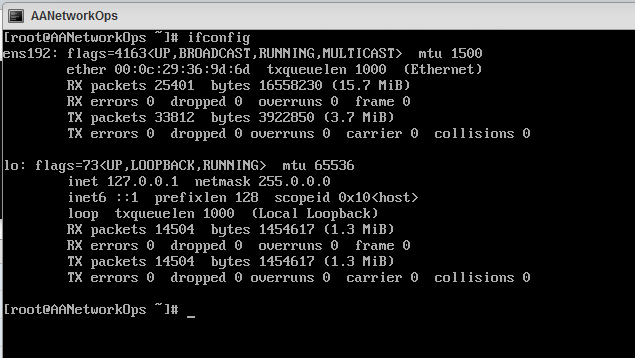 AANetworkOps
[root@AANetworkOps ~]# ifconfig
ens192: flags=4163<UP,BROADCAST,RUNNING,MULTICAST>  mtu 1500
        ether 00:0c:29:36:9d:6d  txqueuelen 1000  (Ethernet)
        RX packets 25401  bytes 16558230 (15.7 MiB)
        RX errors 0  dropped 0  overruns 0  frame 0
        TX packets 33812  bytes 3922850 (3.7 MiB)
        TX errors 0  dropped 0 overruns 0  carrier 0  collisions 0
lo: flags=73<UP,LOOPBACK,RUNNING>  mtu 65536
        inet 127.0.0.1  netmask 255.0.0.0
        inet6 ::1  prefixlen 128  scopeid 0x10<host>
        loop  txqueuelen 1000  (Local Loopback)
        RX packets 14504  bytes 1454617 (1.3 MiB)
        RX errors 0  dropped 0  overruns 0  frame 0
        TX packets 14504  bytes 1454617 (1.3 MiB)
        TX errors 0  dropped 0 overruns 0  carrier 0  collisions 0
[root@AANetworkOps ~]# _